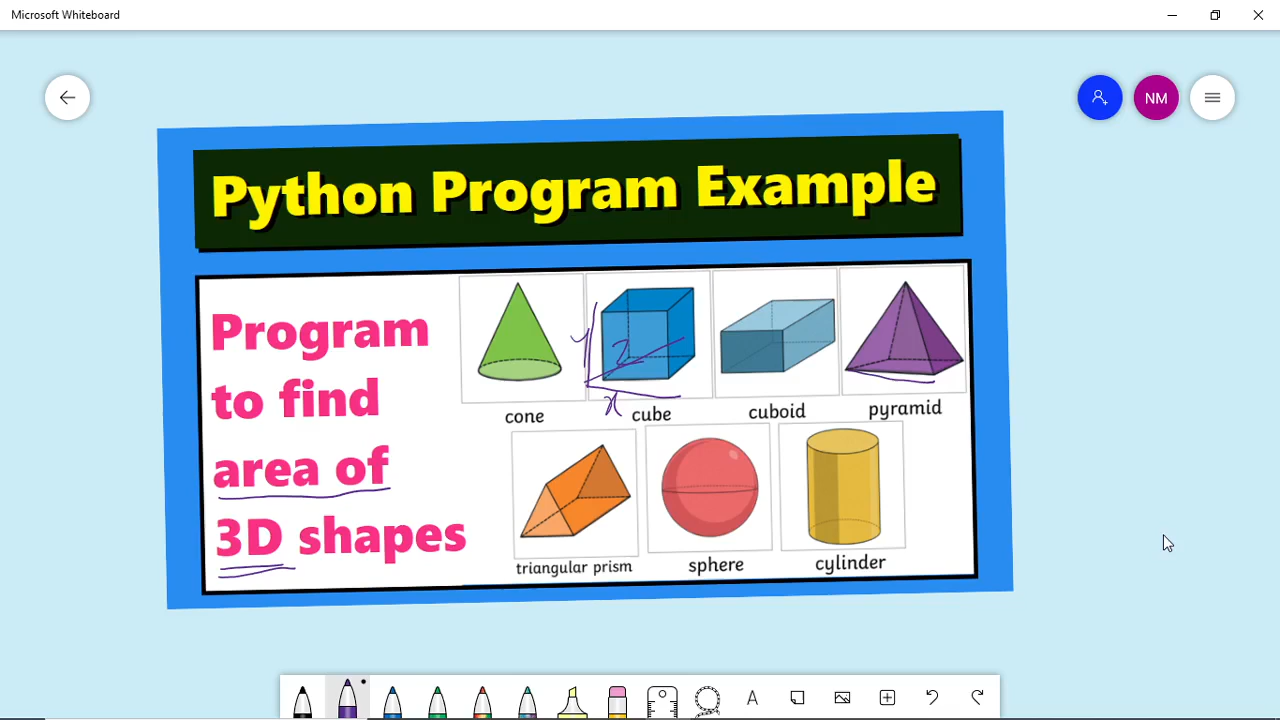 Microsoft Whiteboard
NM
Python Program Example
Program
to find
area of
3D shapes
y
z
x
cone cube cuboid pyramid
triangular prism sphere cylinder
A